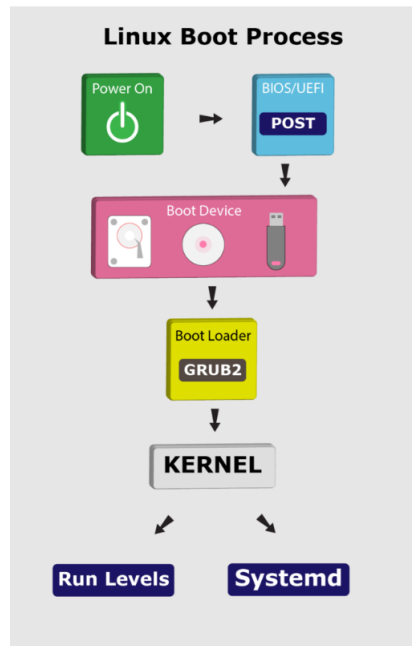 Linux Boot Process
Power On
BIOS/UEFI
POST
Boot Device
Boot Loader
GRUB2
KERNEL
Run Levels
Systemd